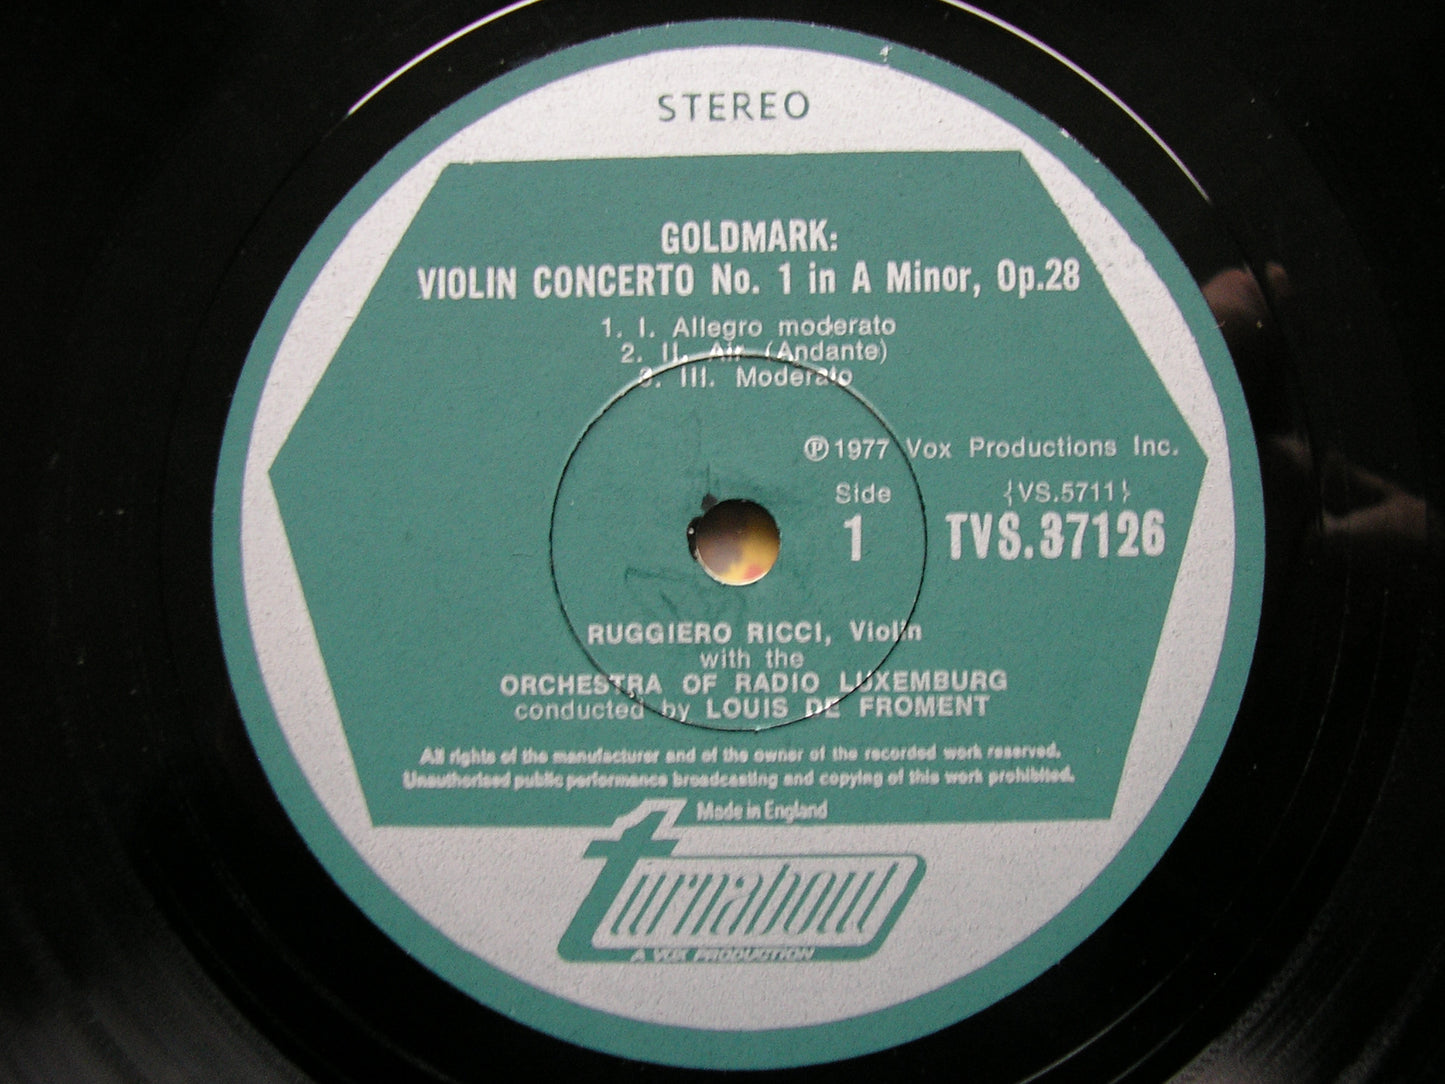 STEREO
GOLDMARK:
VIOLIN CONCERTO No. 1 in A Minor, Op.28
1. I. Allegro moderato
2. II. Air (Andante)
3. III. Moderato
℗1977 Vox Productions Inc.
Side {VS.5711}
1 TVS.37126
RUGGIERO RICCI, Violin
with the
ORCHESTRA OF RADIO LUXEMBURG
conducted by LOUIS DE FROMENT
All rights of the manufacturer and of the owner of the recorded work reserved.
Unauthorised public performance broadcasting and copying of this work prohibited.
Made in England
turnabout
A VOX PRODUCTION